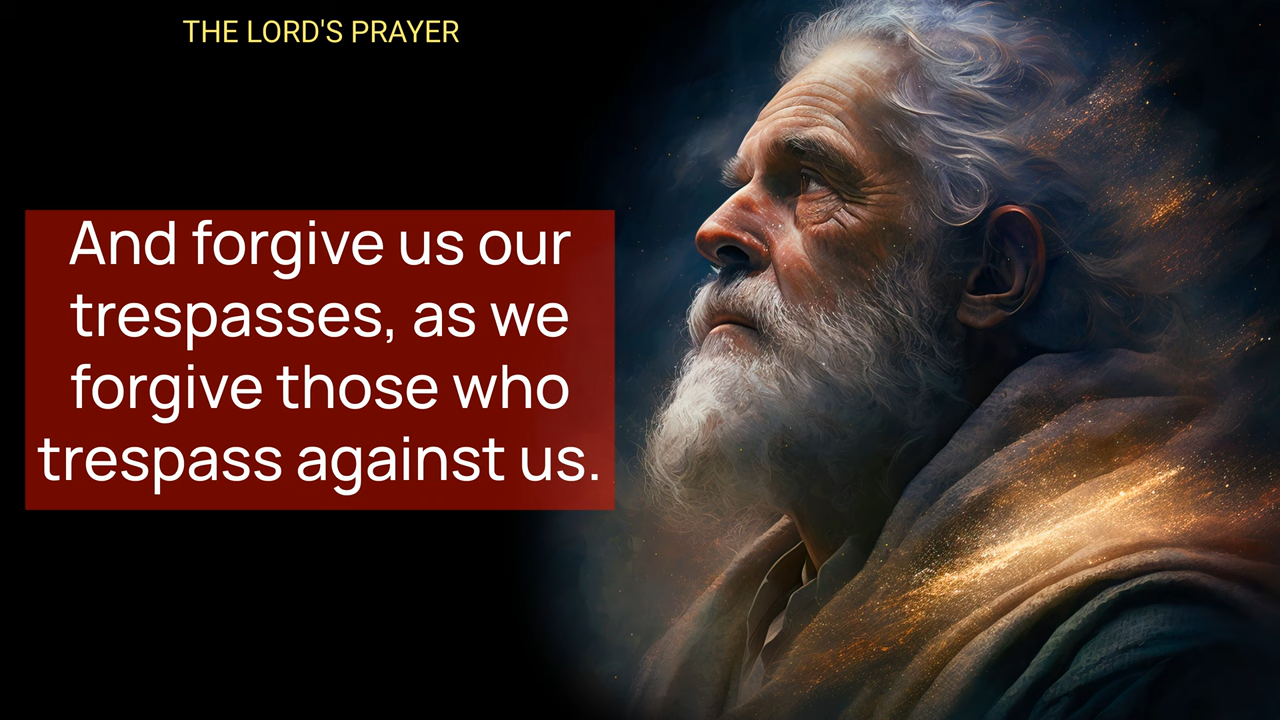 THE LORD'S PRAYER
And forgive us our
trespasses, as we
forgive those who
trespass against us.